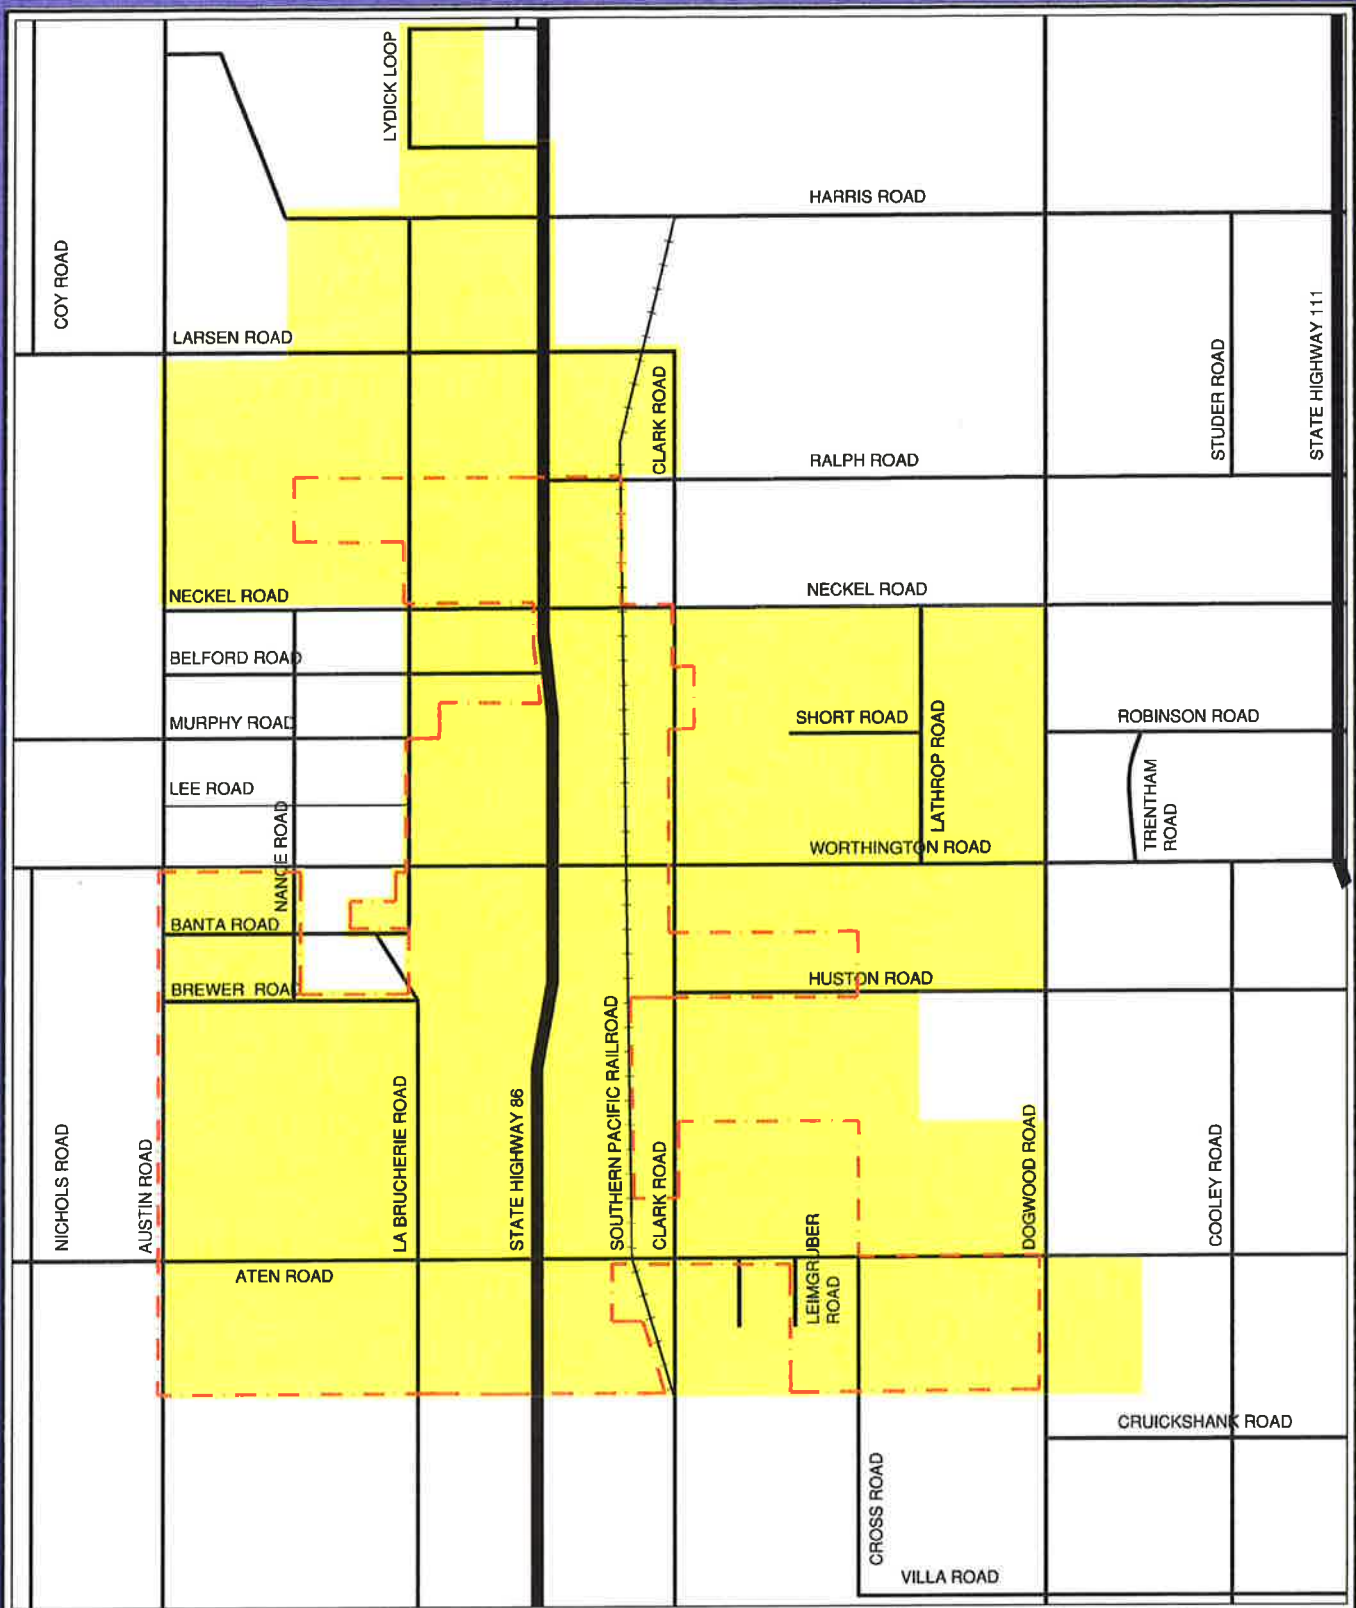 LYDICK LOOP
HARRIS ROAD
COY ROAD
LARSEN ROAD
STATE HIGHWAY 111
STUDER ROAD
CLARK ROAD
RALPH ROAD
NECKEL ROAD
NECKEL ROAD
BELFORD ROAD
MURPHY ROAD
SHORT ROAD
LATHROP ROAD
ROBINSON ROAD
LEE ROAD
TRENTHAM
ROAD
NANCE ROAD
WORTHINGTON ROAD
BANTA ROAD
BREWER ROAD
HUSTON ROAD
NICHOLS ROAD
AUSTIN ROAD
LA BRUCHERIE ROAD
STATE HIGHWAY 86
SOUTHERN PACIFIC RAILROAD
CLARK ROAD
LEIMGRUBER
ROAD
DOGWOOD ROAD
COOLEY ROAD
ATEN ROAD
CRUICKSHANK ROAD
CROSS ROAD
VILLA ROAD